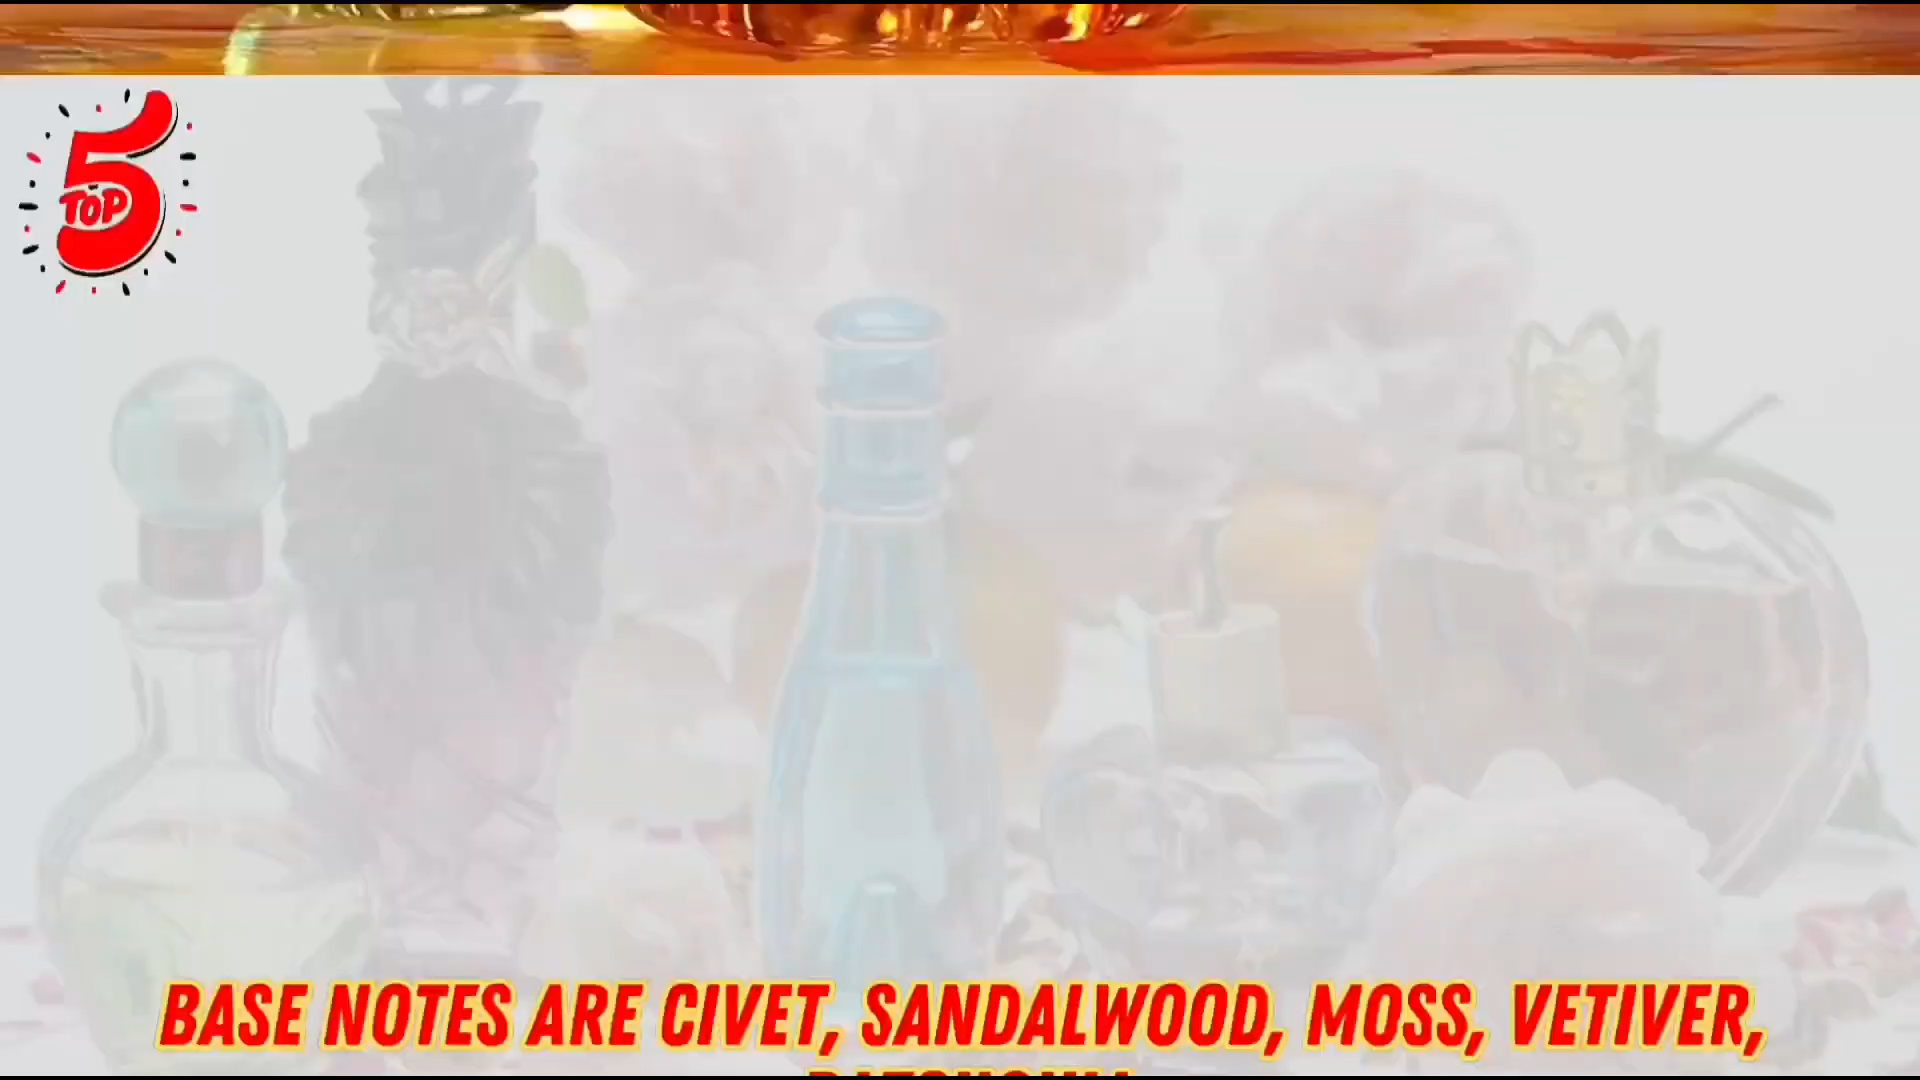 5
TOP
BASE NOTES ARE CIVET, SANDALWOOD, MOSS, VETIVER,